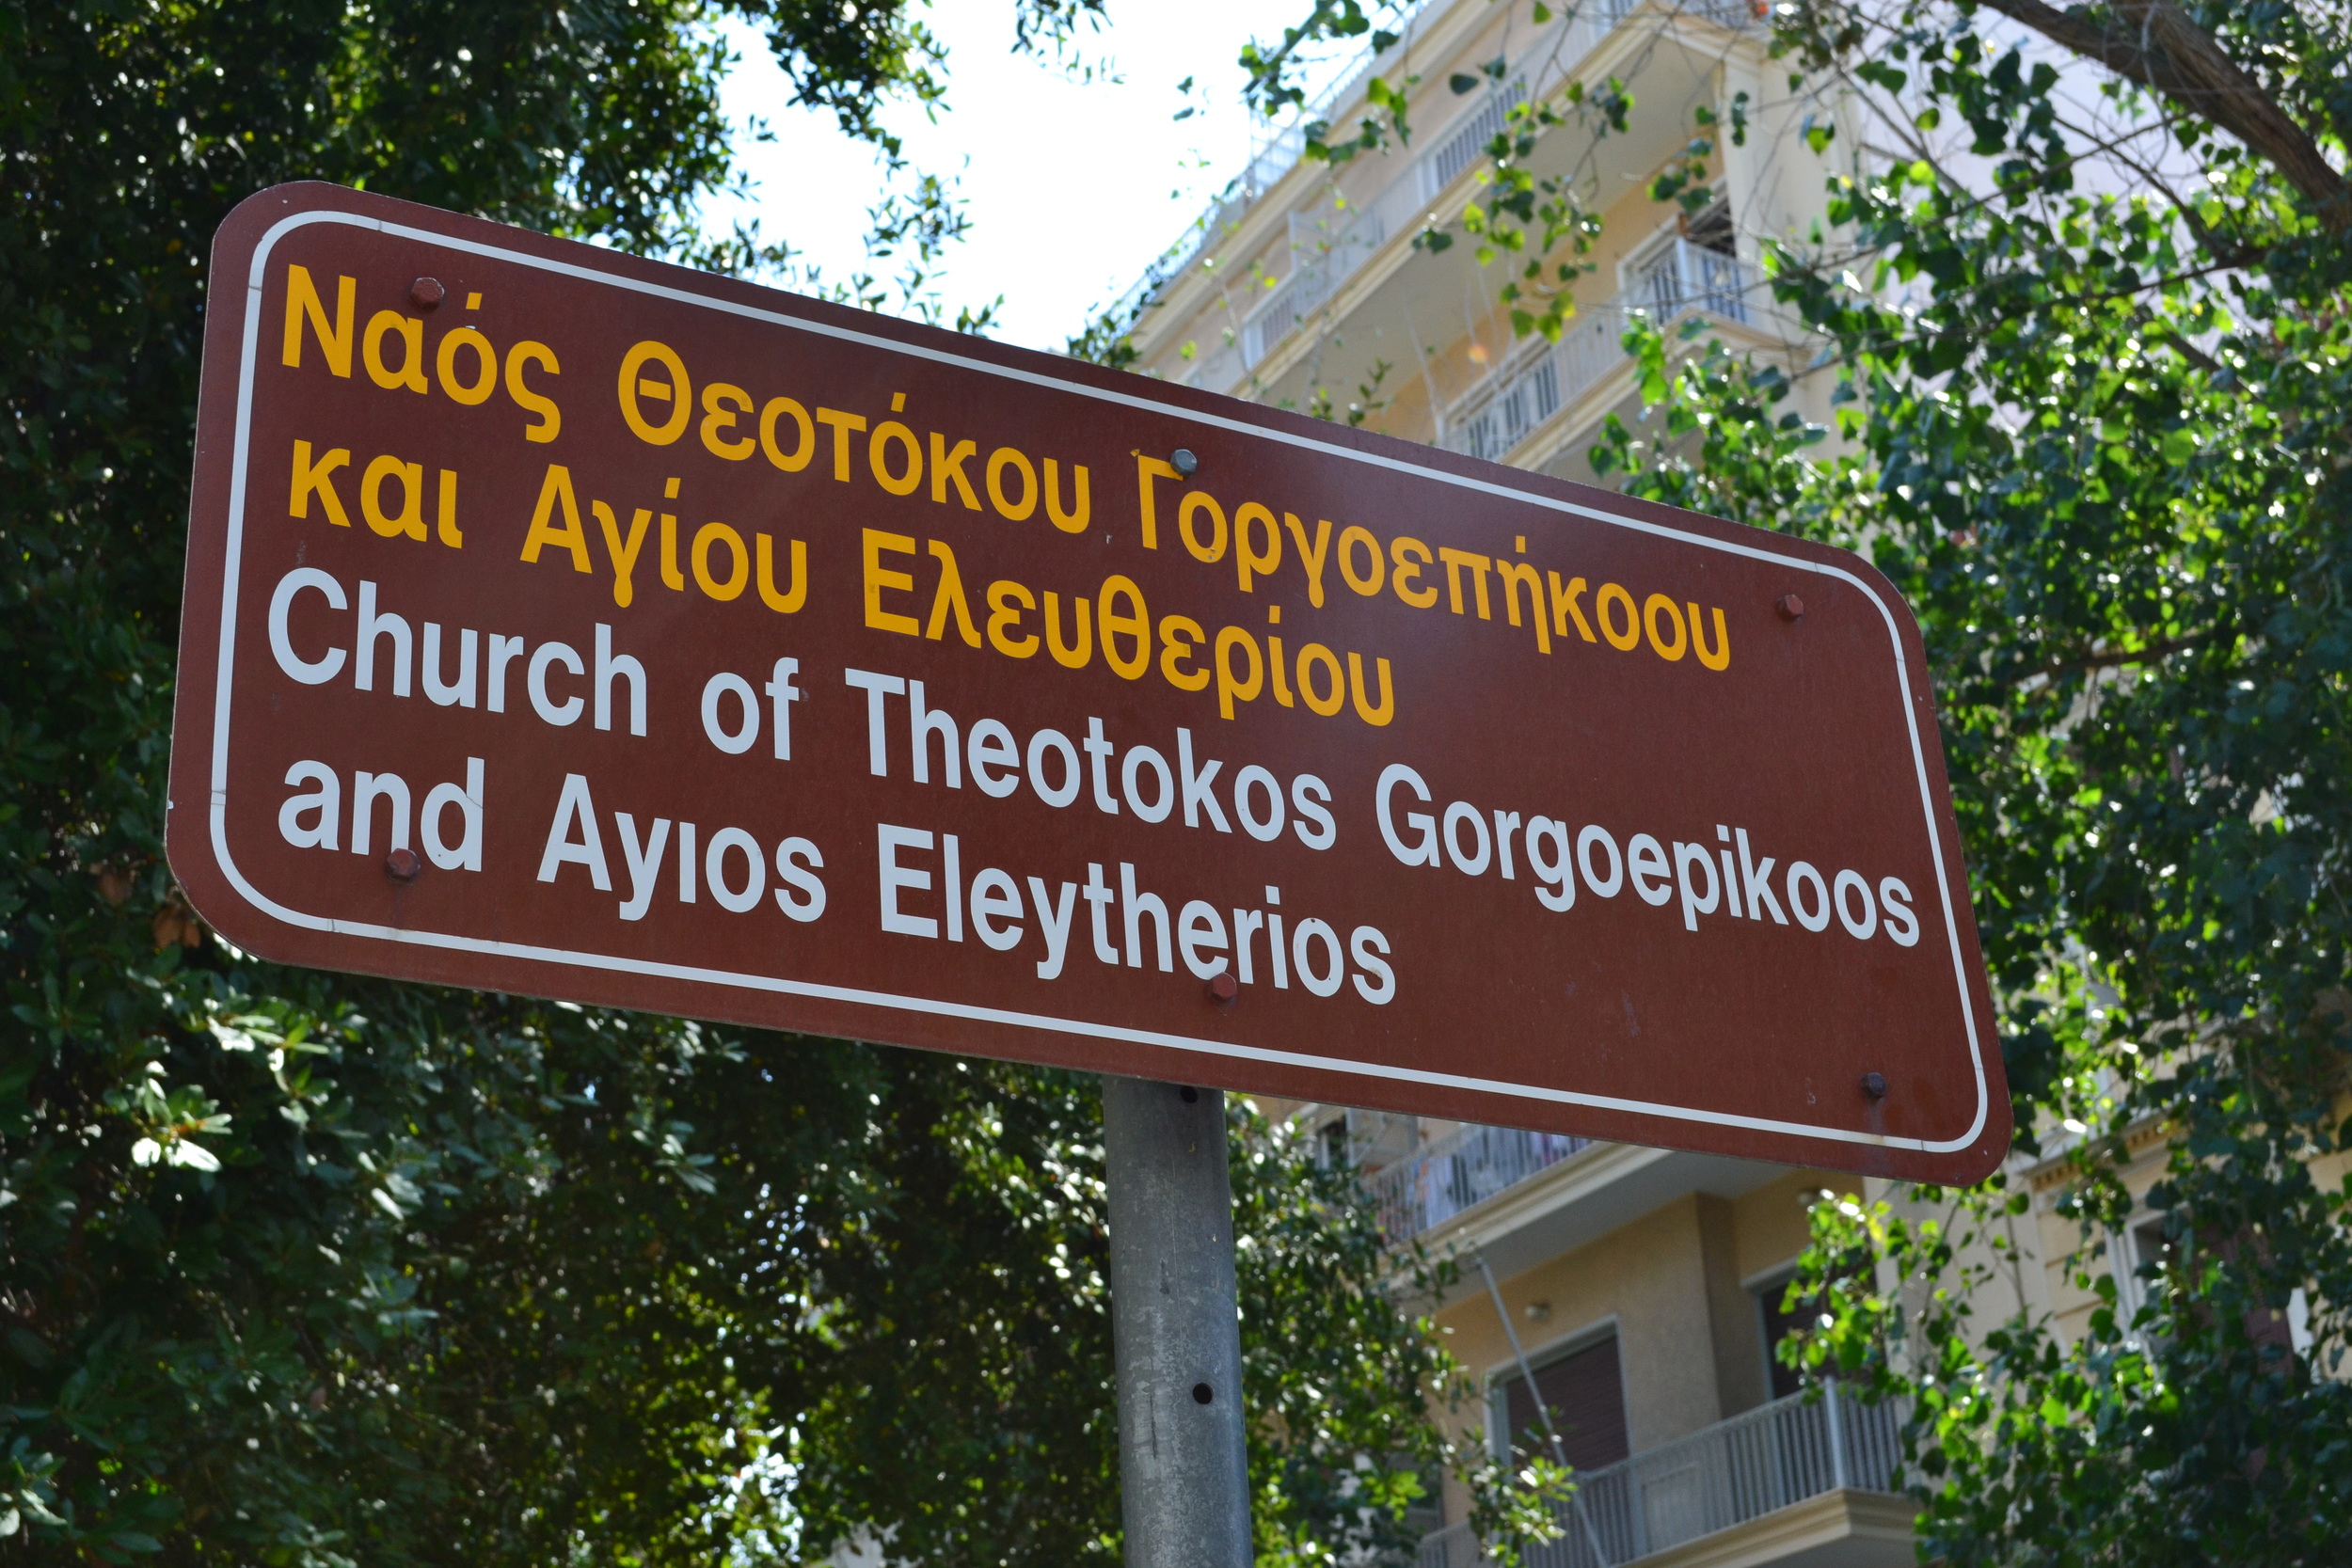 Ναός Θεοτόκου Γοργοεπήκοου
και Αγίου Ελευθερίου
Church of Theotokos Gorgoepikoos
and Ayιos Eleytherios